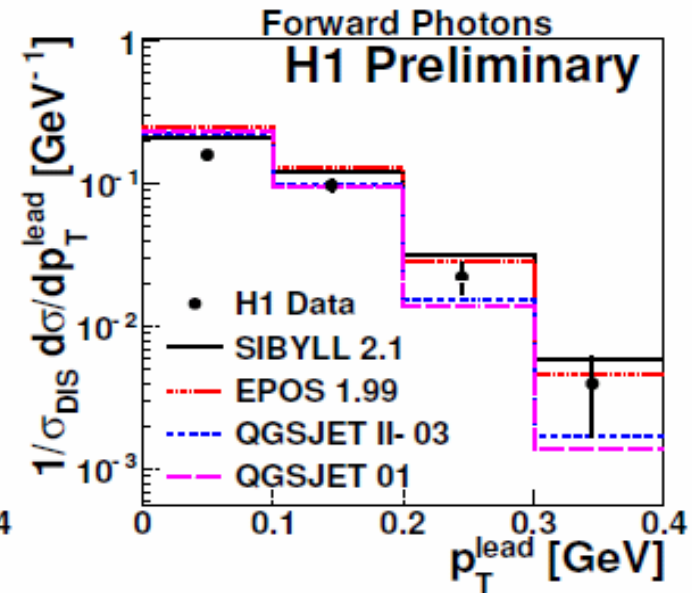 Forward Photons
H1 Preliminary
1/σ_DIS dσ/dp_T^lead [GeV⁻¹]
1
10⁻¹
10⁻²
10⁻³
H1 Data
SIBYLL 2.1
EPOS 1.99
QGSJET II- 03
QGSJET 01
4
0 0.1 0.2 0.3 0.4
p_T^lead [GeV]